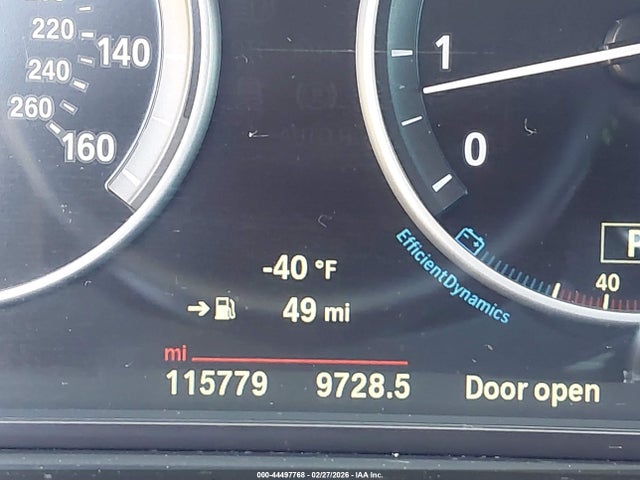 220
140
240
260
160
1
0
-40 °F
49 mi
EfficientDynamics
P
40
mi
115779 9728.5 Door open
000-44497768 - 02/27/2026 - IAA Inc.